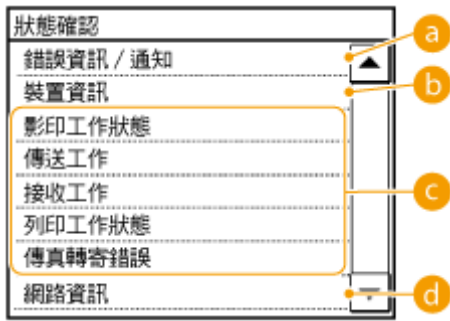 狀態確認
錯誤資訊 / 通知
a
裝置資訊
b
影印工作狀態
傳送工作
接收工作
c
列印工作狀態
傳真轉寄錯誤
網路資訊
d